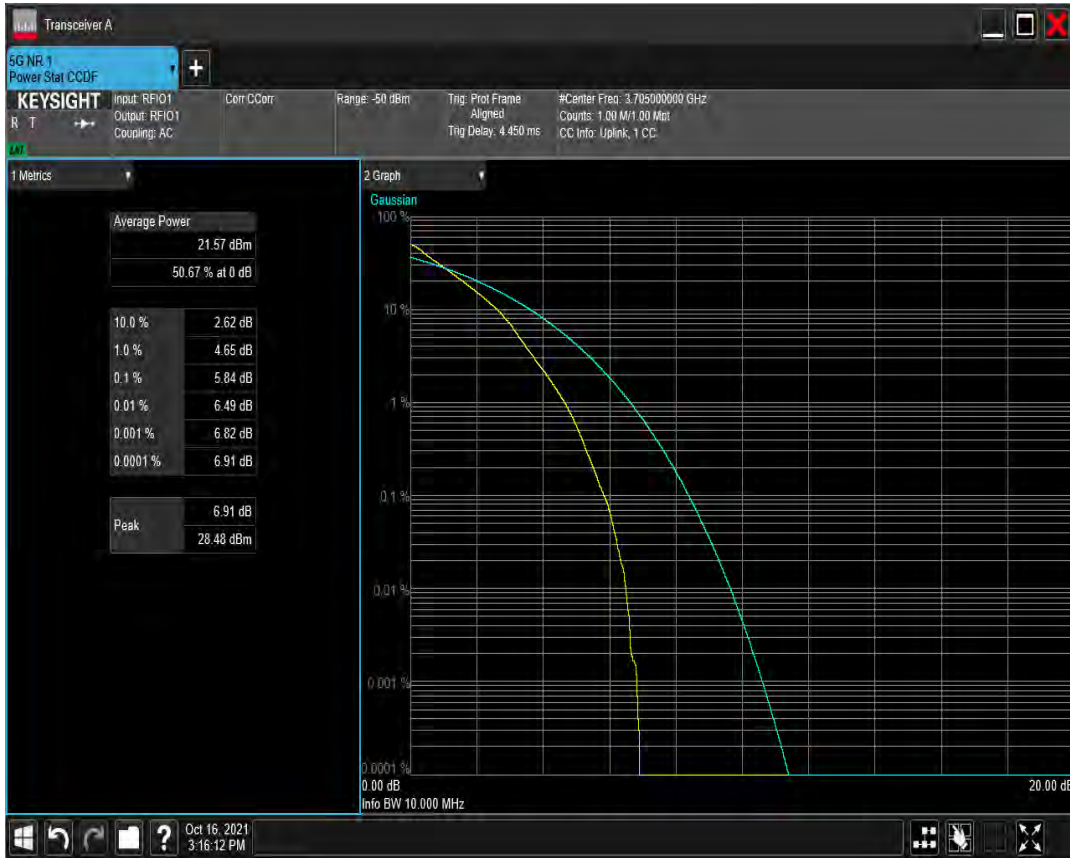 Transceiver A
5G NR 1
Power Stat CCDF
+
KEYSIGHT
R T
LXI
Input: RFIO1
Output: RFIO1
Coupling: AC
Corr CCorr
Range: -50 dBm
Trig: Prot Frame
Aligned
Trig Delay: 4.450 ms
#Center Freq: 3.705000000 GHz
Counts: 1.00 M/1.00 Mpt
CC Info: Uplink, 1 CC
1 Metrics
Average Power
21.57 dBm
50.67 % at 0 dB
10.0 % 2.62 dB
1.0 % 4.65 dB
0.1 % 5.84 dB
0.01 % 6.49 dB
0.001 % 6.82 dB
0.0001 % 6.91 dB
Peak 6.91 dB
28.48 dBm
2 Graph
Gaussian
100 %
10 %
1 %
0.1 %
0.01 %
0.001 %
0.0001 %
0.00 dB 20.00 dB
Info BW 10.000 MHz
?
Oct 16, 2021
3:16:12 PM